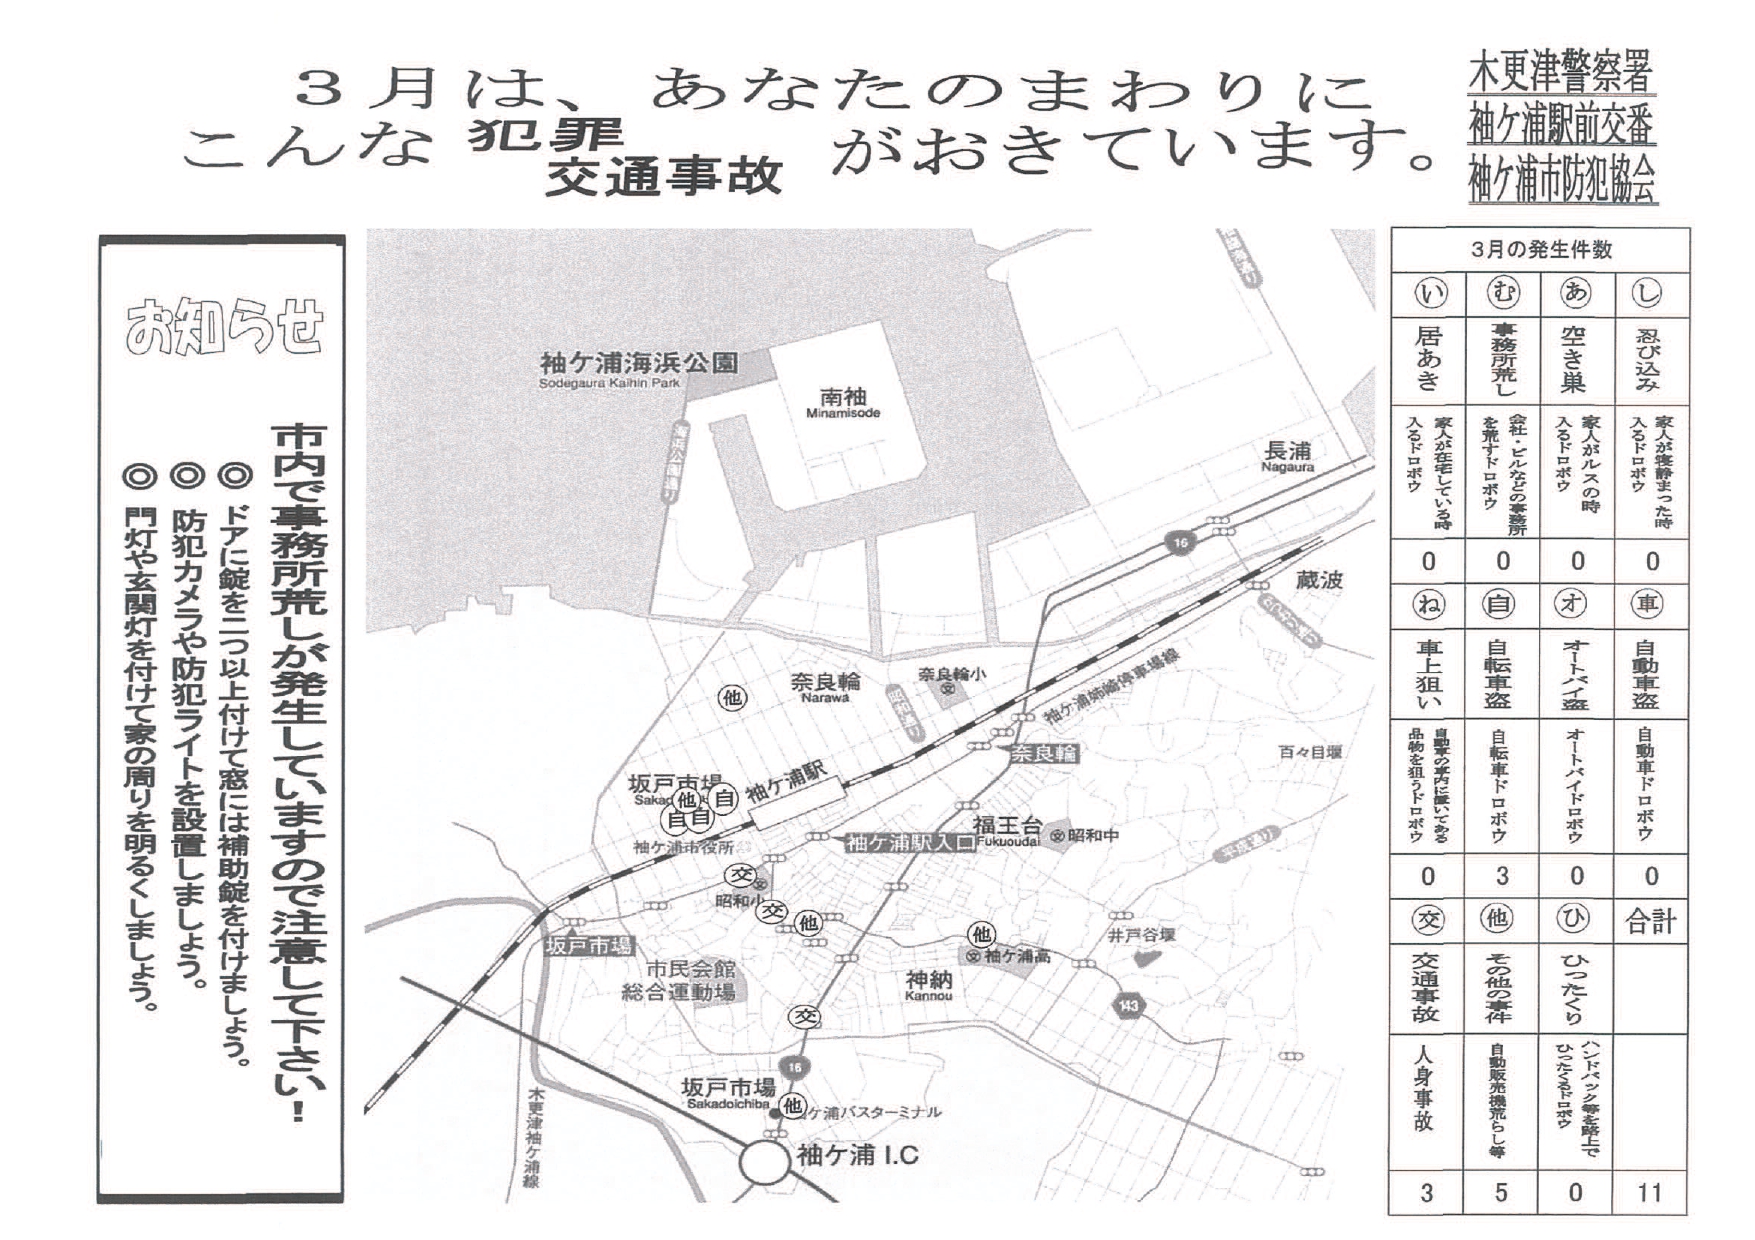 3月は、あなたのまわりに
こんな犯罪
交通事故
がおきています。
木更津警察署
袖ケ浦駅前交番
袖ケ浦市防犯協会
お知らせ
市内で事務所荒しが発生していますので注意して下さい！
◎ ドアに錠を二つ以上付けて窓には補助錠を付けましょう。
◎ 防犯カメラや防犯ライトを設置しましょう。
◎ 門灯や玄関灯を付けて家の周りを明るくしましょう。
袖ケ浦海浜公園
Sodegaura Kaihin Park
南袖
Minamisode
海浜公園通り
長浦
Nagaura
16
蔵波
奈良輪
Narawa
奈良輪小
袖ケ浦姉崎停車場線
他
奈良輪
百々目堰
坂戸市場
他
自
自
自
袖ケ浦駅
袖ケ浦市役所
袖ケ浦駅入口
福王台
Fukuoudai
昭和中
平成通り
交
昭和小
交
他
他
坂戸市場
袖ケ浦高
井戸谷堰
市民会館
総合運動場
神納
Kannou
143
交
16
坂戸市場
Sakadoichiba
他
ケ浦バスターミナル
木更津袖ケ浦線
袖ケ浦 I.C
3月の発生件数
い
む
あ
し
居あき
事務所荒し
空き巣
忍び込み
家人が在宅している時
入るドロボウ
会社・ビルなどの事務所
を荒すドロボウ
家人がルスの時
入るドロボウ
家人が寝静まった時
入るドロボウ
0
0
0
0
ね
自
オ
車
車上狙い
自転車盗
オートバイ盗
自動車盗
自動車の車内に置いてある
品物を狙うドロボウ
自転車ドロボウ
オートバイドロボウ
自動車ドロボウ
0
3
0
0
交
他
ひ
合計
交通事故
その他の事件
ひったくり
人身事故
自動販売機荒らし等
ハンドバック等を路上で
ひったくるドロボウ
3
5
0
11